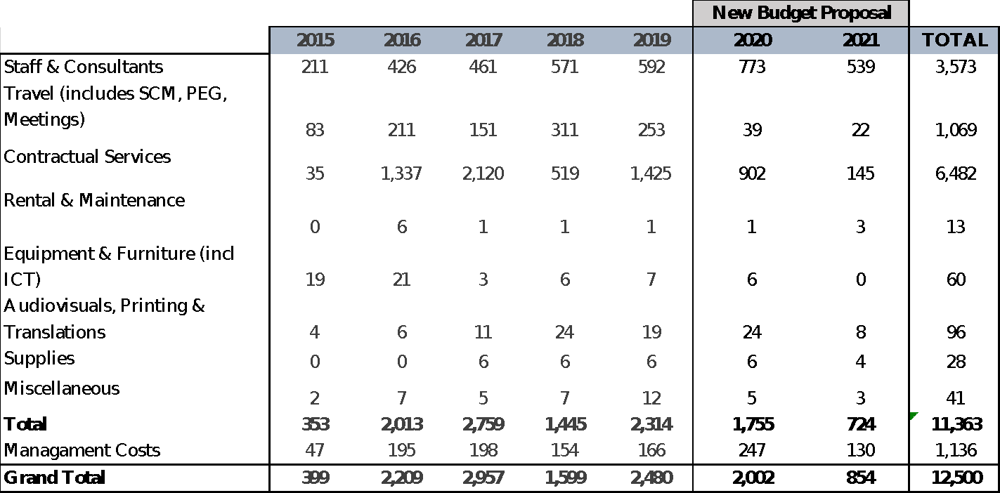 New Budget Proposal
2015 2016 2017 2018 2019 2020 2021 TOTAL
Staff & Consultants 211 426 461 571 592 773 539 3,573
Travel (includes SCM, PEG,
Meetings) 83 211 151 311 253 39 22 1,069
Contractual Services 35 1,337 2,120 519 1,425 902 145 6,482
Rental & Maintenance
0 6 1 1 1 1 3 13
Equipment & Furniture (incl
ICT) 19 21 3 6 7 6 0 60
Audiovisuals, Printing &
Translations 4 6 11 24 19 24 8 96
Supplies 0 0 6 6 6 6 4 28
Miscellaneous 2 7 5 7 12 5 3 41
Total 353 2,013 2,759 1,445 2,314 1,755 724 11,363
Managament Costs 47 195 198 154 166 247 130 1,136
Grand Total 399 2,209 2,957 1,599 2,480 2,002 854 12,500